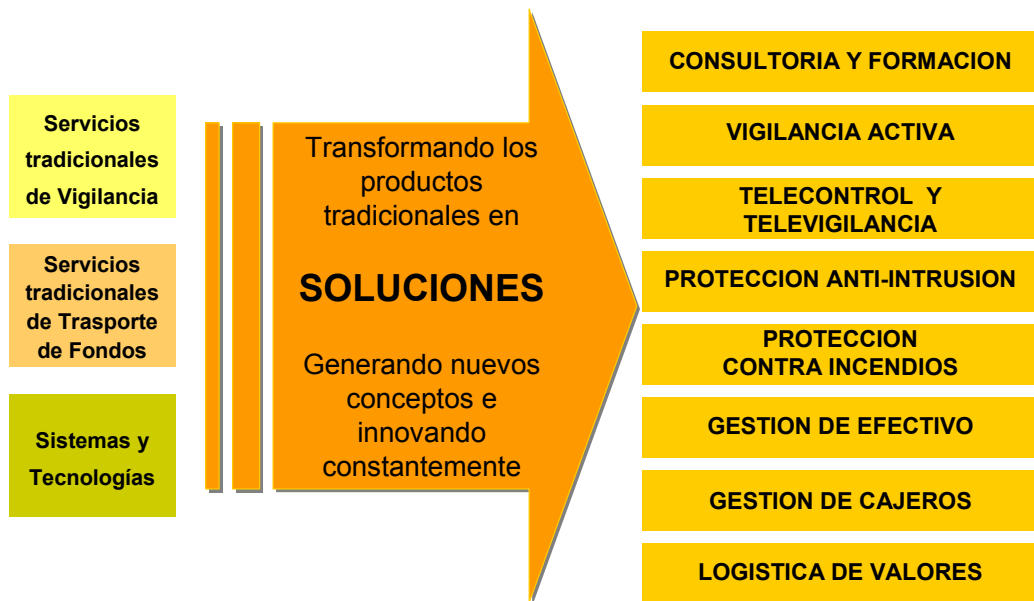 Servicios
tradicionales
de Vigilancia
Servicios
tradicionales
de Trasporte
de Fondos
Sistemas y
Tecnologías
Transformando los
productos
tradicionales en
SOLUCIONES
Generando nuevos
conceptos e
innovando
constantemente
CONSULTORIA Y FORMACION
VIGILANCIA ACTIVA
TELECONTROL Y
TELEVIGILANCIA
PROTECCION ANTI-INTRUSION
PROTECCION
CONTRA INCENDIOS
GESTION DE EFECTIVO
GESTION DE CAJEROS
LOGISTICA DE VALORES